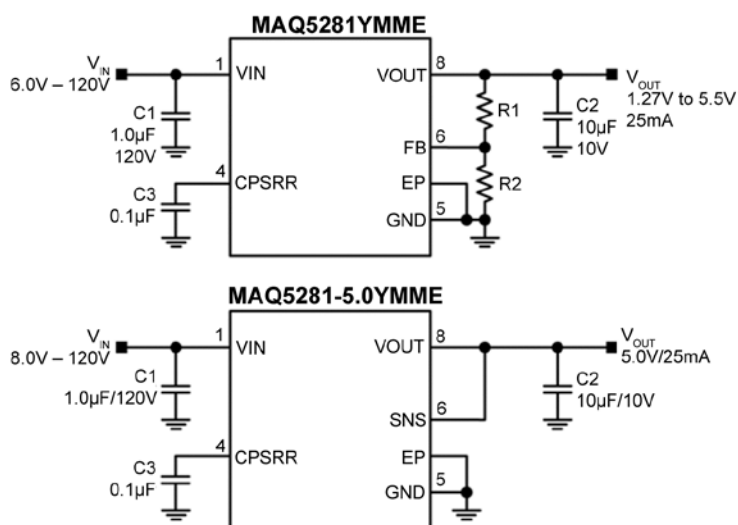 MAQ5281YMME
VIN
6.0V – 120V
1
VIN
VOUT
8
VOUT
1.27V to 5.5V
25mA
C1
1.0µF
120V
R1
C2
10µF
10V
FB
6
4
CPSRR
C3
0.1µF
EP
R2
GND
5
MAQ5281-5.0YMME
VIN
8.0V – 120V
1
VIN
VOUT
8
VOUT
5.0V/25mA
C1
1.0µF/120V
C2
10µF/10V
SNS
6
4
CPSRR
C3
0.1µF
EP
GND
5